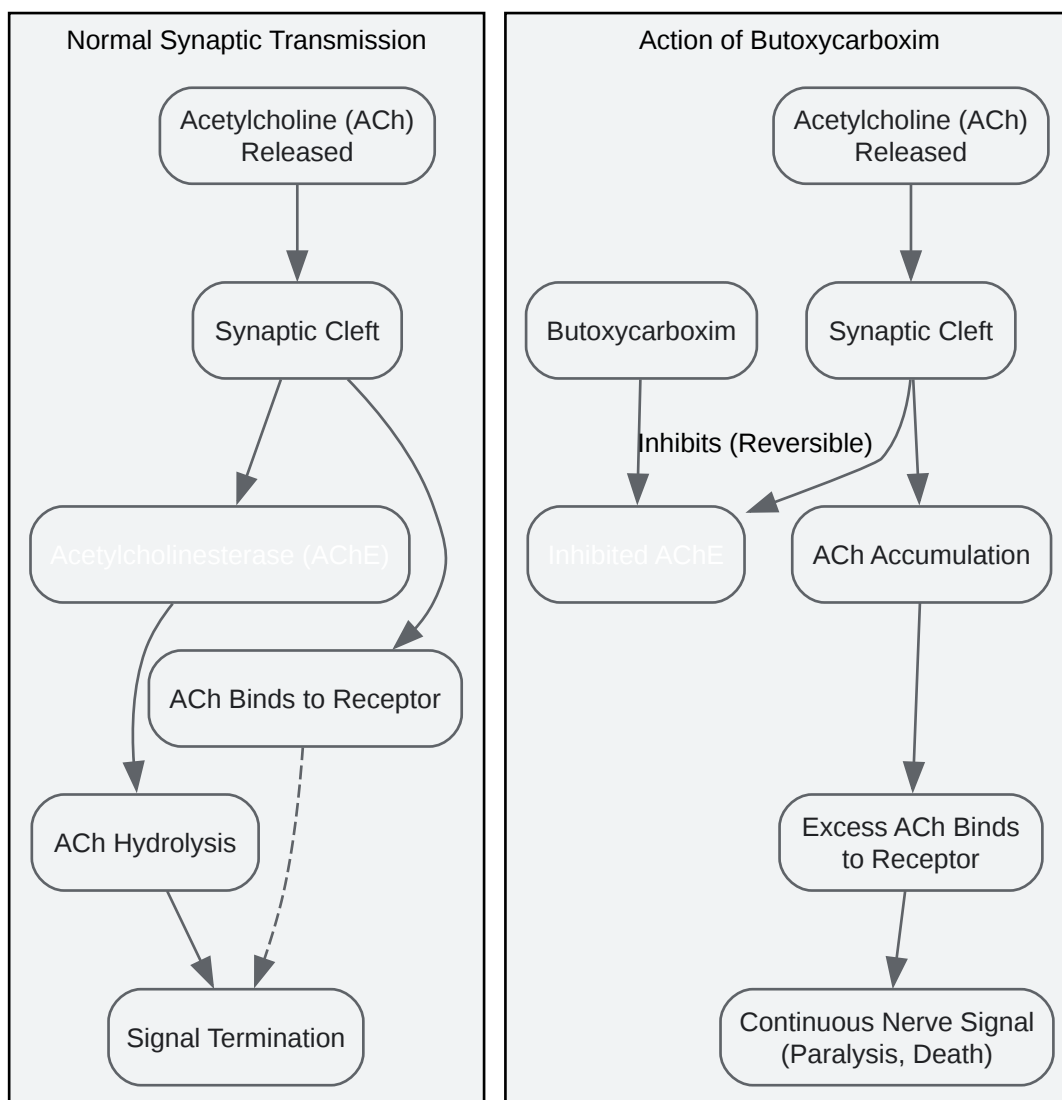 Normal Synaptic Transmission
Acetylcholine (ACh)
Released
Synaptic Cleft
Acetylcholinesterase (AChE)
ACh Binds to Receptor
ACh Hydrolysis
Signal Termination
Action of Butoxycarboxim
Acetylcholine (ACh)
Released
Butoxycarboxim
Synaptic Cleft
Inhibits (Reversible)
Inhibited AChE
ACh Accumulation
Excess ACh Binds
to Receptor
Continuous Nerve Signal
(Paralysis, Death)